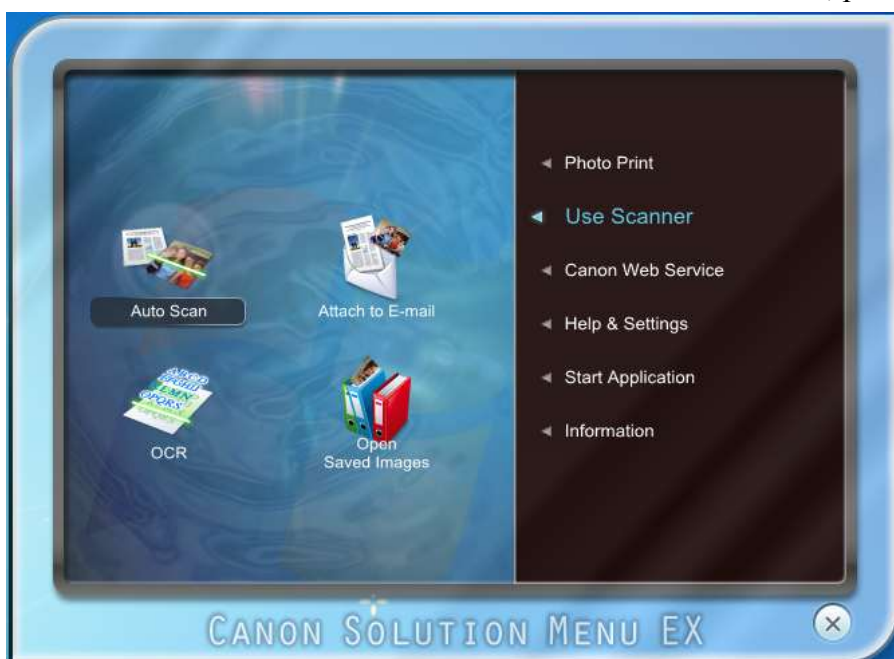 Photo Print
Use Scanner
Canon Web Service
Help & Settings
Start Application
Information
Auto Scan
Attach to E-mail
OCR
Open
Saved Images
CANON SOLUTION MENU EX